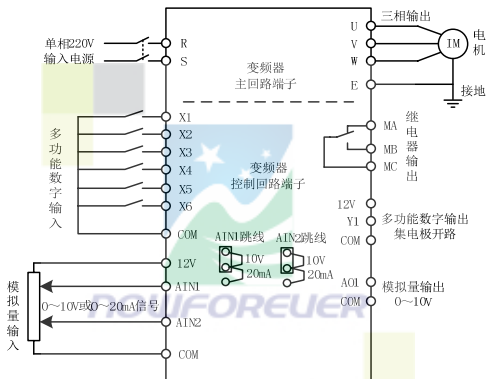 三相输出
U
V
W
E
IM
电机
接地
单相220V
输入电源
R
S
变频器
主回路端子
X1
X2
X3
X4
X5
X6
COM
多功能数字输入
变频器
控制回路端子
MA
MB
MC
继电器输出
12V
Y1
COM
多功能数字输出
集电极开路
AIN1跳线
AIN2跳线
10V
20mA
10V
20mA
12V
AIN1
AIN2
COM
模拟量输入
0~10V或0~20mA信号
AO1
COM
模拟量输出
0~10V
NOWFOREVER